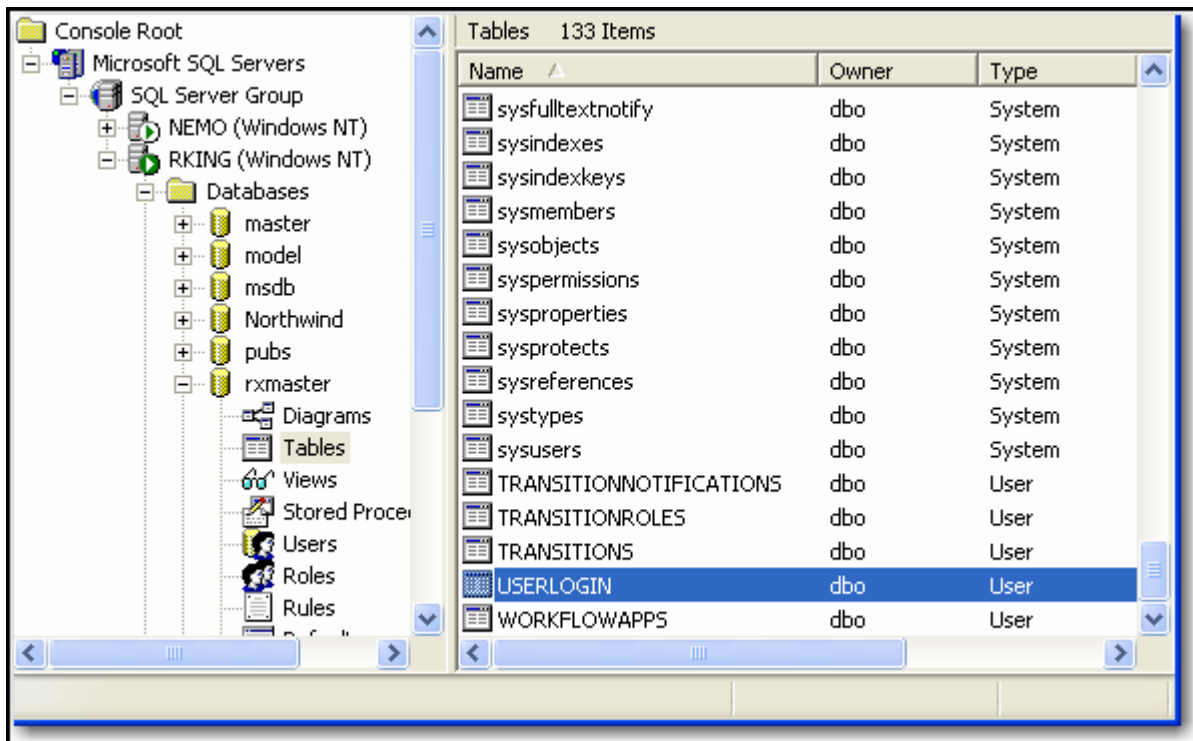 Console Root
Microsoft SQL Servers
SQL Server Group
NEMO (Windows NT)
RKING (Windows NT)
Databases
master
model
msdb
Northwind
pubs
rxmaster
Diagrams
Tables
Views
Stored Proce
Users
Roles
Rules
Tables 133 Items
Name Owner Type
sysfulltextnotify dbo System
sysindexes dbo System
sysindexkeys dbo System
sysmembers dbo System
sysobjects dbo System
syspermissions dbo System
sysproperties dbo System
sysprotects dbo System
sysreferences dbo System
systypes dbo System
sysusers dbo System
TRANSITIONNOTIFICATIONS dbo User
TRANSITIONROLES dbo User
TRANSITIONS dbo User
USERLOGIN dbo User
WORKFLOWAPPS dbo User